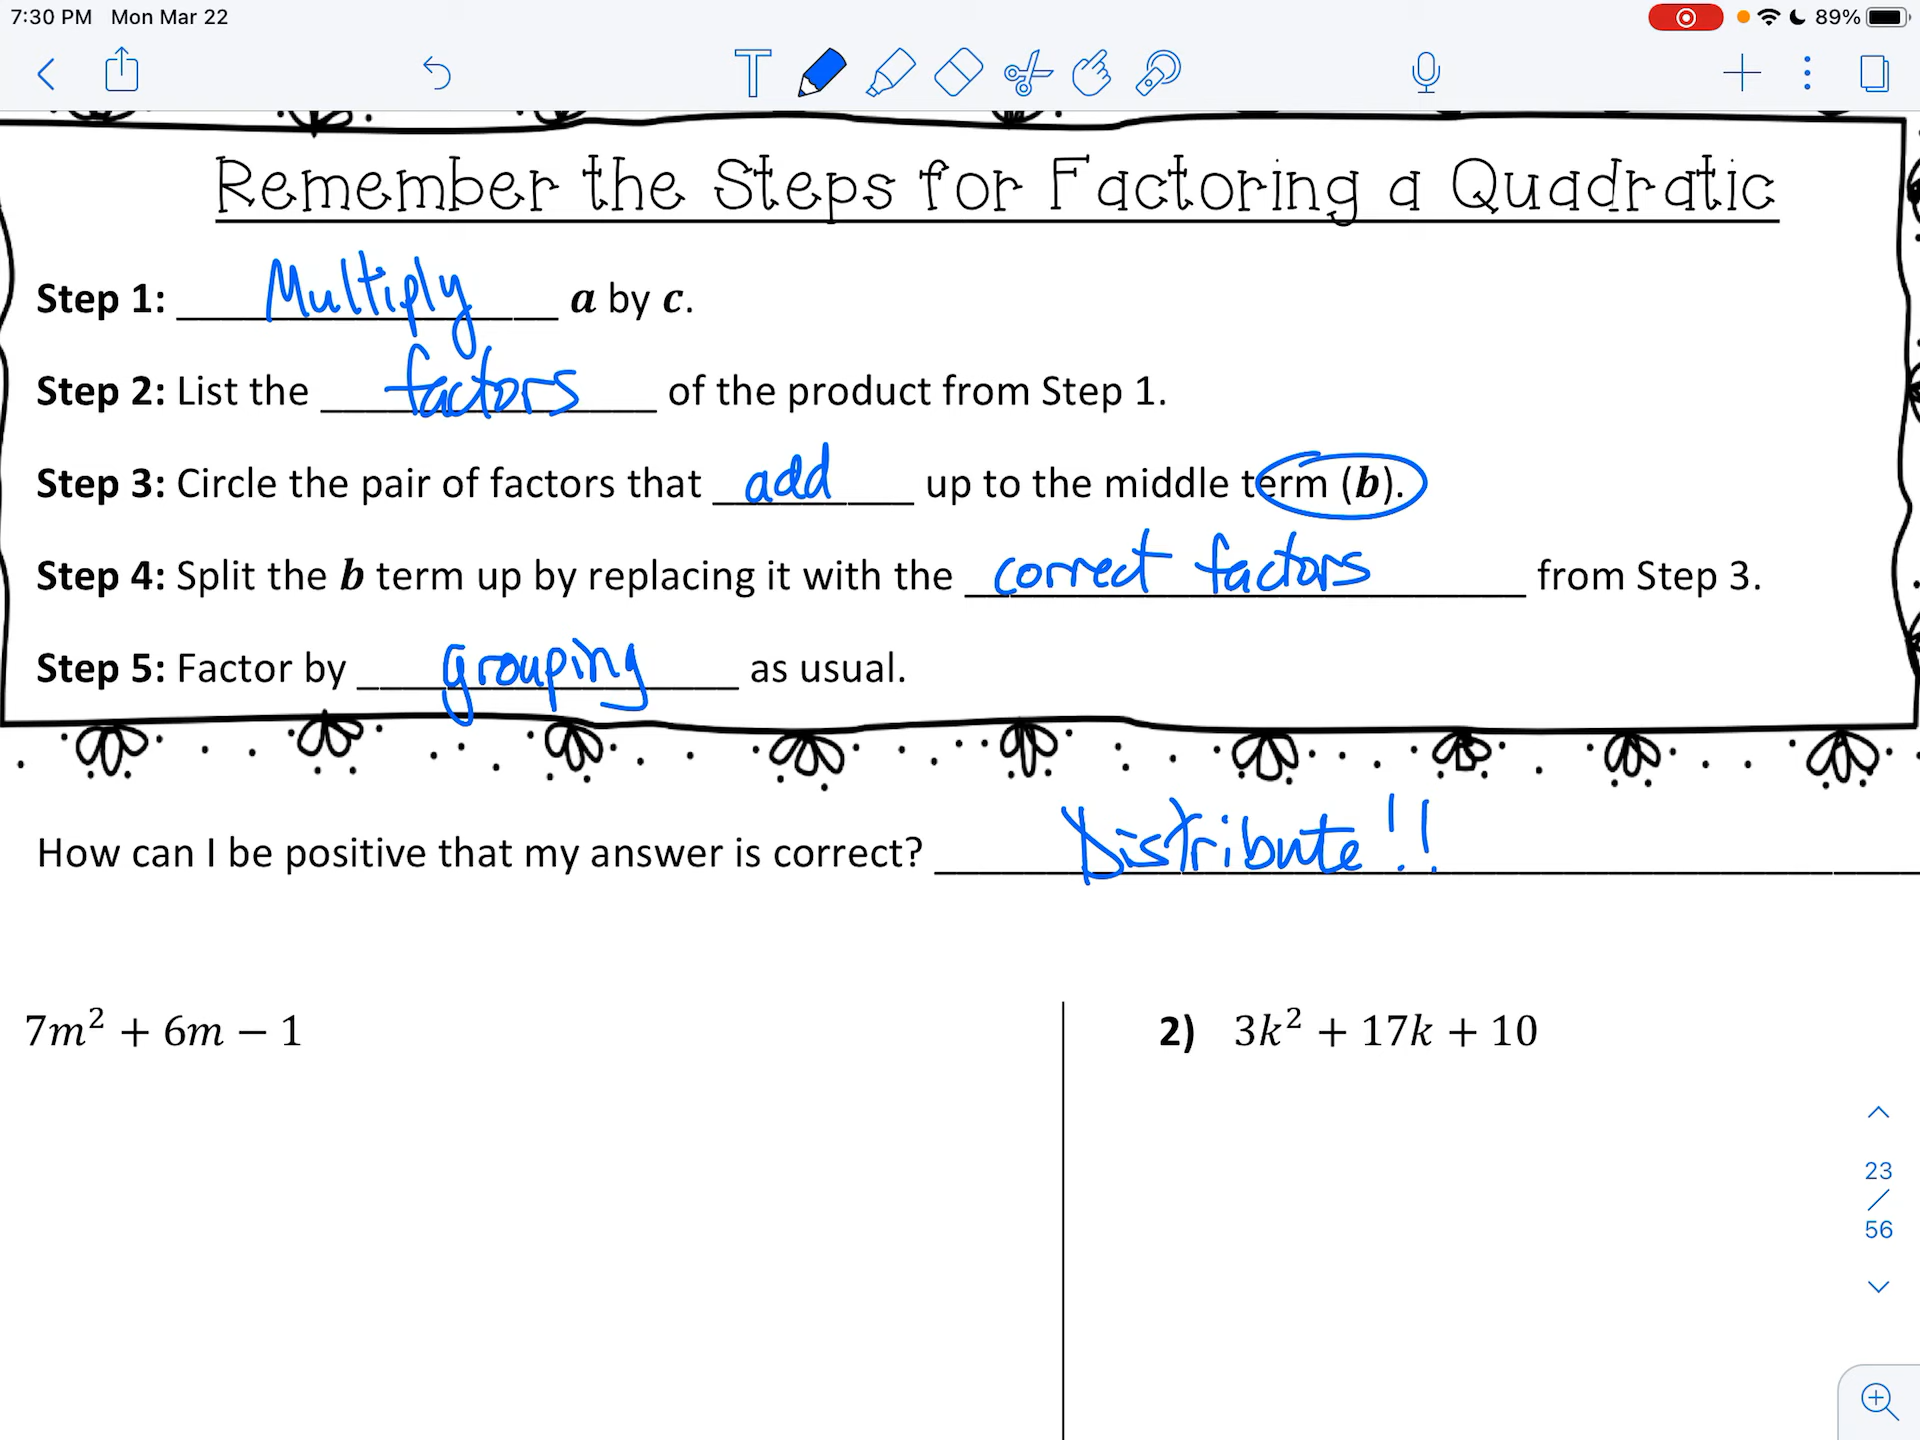 7:30 PM Mon Mar 22 89%
Remember the Steps for Factoring a Quadratic
Step 1: Multiply a by c.
Step 2: List the factors of the product from Step 1.
Step 3: Circle the pair of factors that add up to the middle term (b).
Step 4: Split the b term up by replacing it with the correct factors from Step 3.
Step 5: Factor by grouping as usual.
How can I be positive that my answer is correct? Distribute!!
7m² + 6m − 1
2) 3k² + 17k + 10
23
/
56